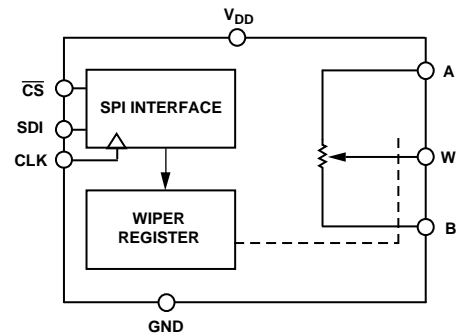 VDD
CS
SDI
CLK
SPI INTERFACE
WIPER
REGISTER
A
W
B
GND